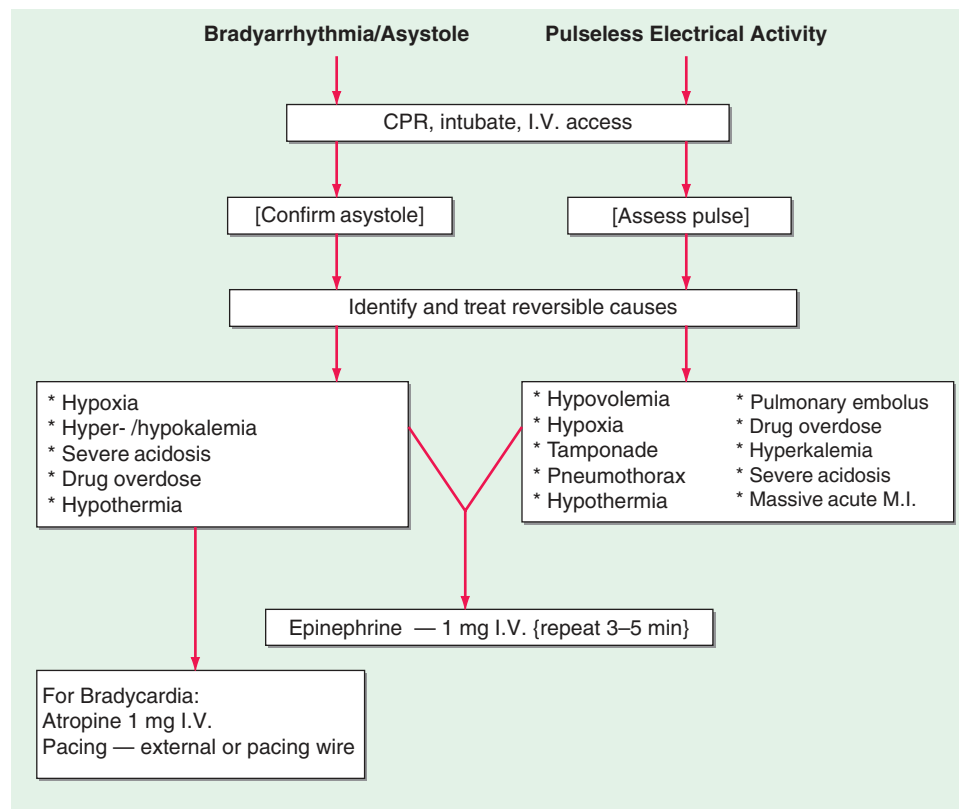 Bradyarrhythmia/Asystole
Pulseless Electrical Activity
CPR, intubate, I.V. access
[Confirm asystole]
[Assess pulse]
Identify and treat reversible causes
* Hypoxia
* Hyper- /hypokalemia
* Severe acidosis
* Drug overdose
* Hypothermia
* Hypovolemia
* Hypoxia
* Tamponade
* Pneumothorax
* Hypothermia
* Pulmonary embolus
* Drug overdose
* Hyperkalemia
* Severe acidosis
* Massive acute M.I.
Epinephrine — 1 mg I.V. {repeat 3–5 min}
For Bradycardia:
Atropine 1 mg I.V.
Pacing — external or pacing wire